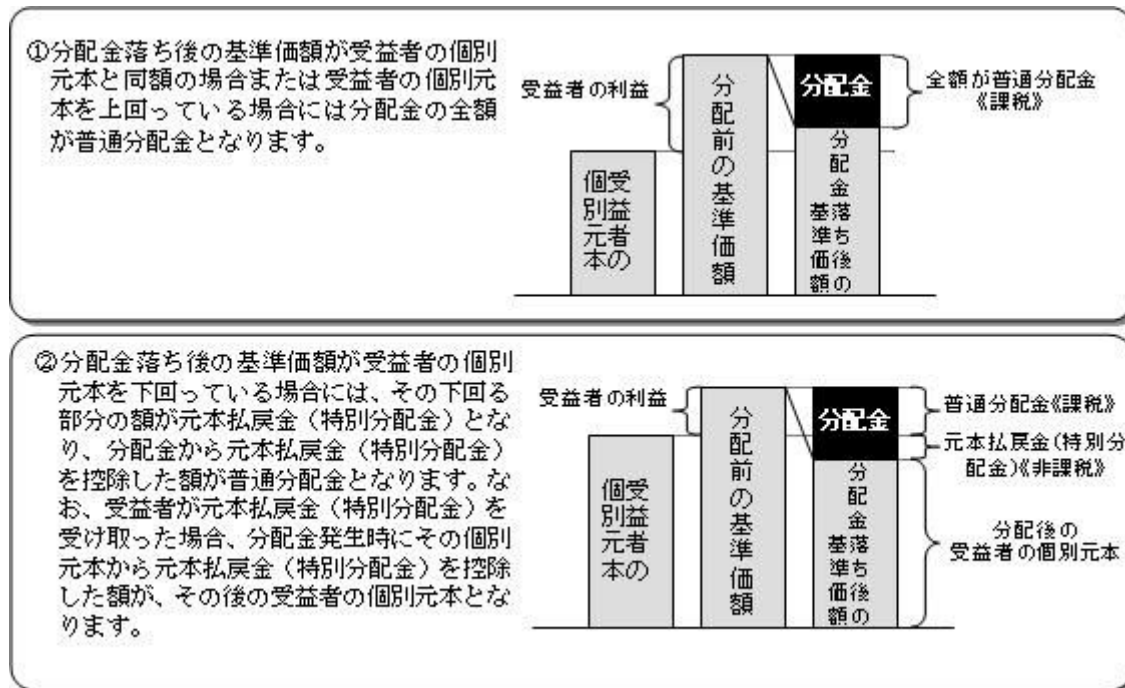 ①分配金落ち後の基準価額が受益者の個別
元本と同額の場合または受益者の個別元
本を上回っている場合には分配金の全額
が普通分配金となります。
受益者の利益
受益者の
個別元本
分配前の基準価額
分配金
分配金落ち後の
基準価額
全額が普通分配金
《課税》
②分配金落ち後の基準価額が受益者の個別
元本を下回っている場合には、その下回る
部分の額が元本払戻金（特別分配金）とな
り、分配金から元本払戻金（特別分配金）
を控除した額が普通分配金となります。な
お、受益者が元本払戻金（特別分配金）を
受け取った場合、分配金発生時にその個別
元本から元本払戻金（特別分配金）を控除
した額が、その後の受益者の個別元本とな
ります。
受益者の利益
受益者の
個別元本
分配前の基準価額
分配金
分配金落ち後の
基準価額
普通分配金《課税》
元本払戻金（特別分
配金）《非課税》
分配後の
受益者の個別元本